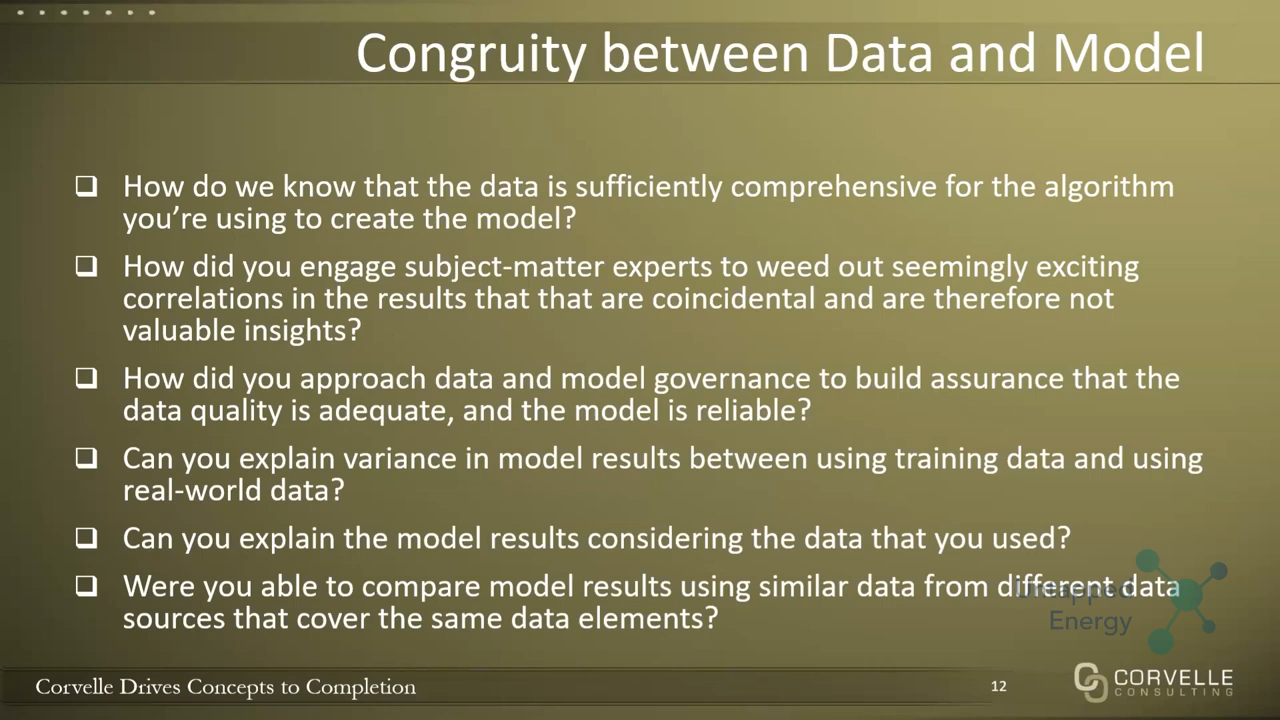 Congruity between Data and Model
How do we know that the data is sufficiently comprehensive for the algorithm
you’re using to create the model?
How did you engage subject-matter experts to weed out seemingly exciting
correlations in the results that that are coincidental and are therefore not
valuable insights?
How did you approach data and model governance to build assurance that the
data quality is adequate, and the model is reliable?
Can you explain variance in model results between using training data and using
real-world data?
Can you explain the model results considering the data that you used?
Were you able to compare model results using similar data from different data
sources that cover the same data elements?
Untapped
Energy
Corvelle Drives Concepts to Completion
12
CORVELLE
CONSULTING